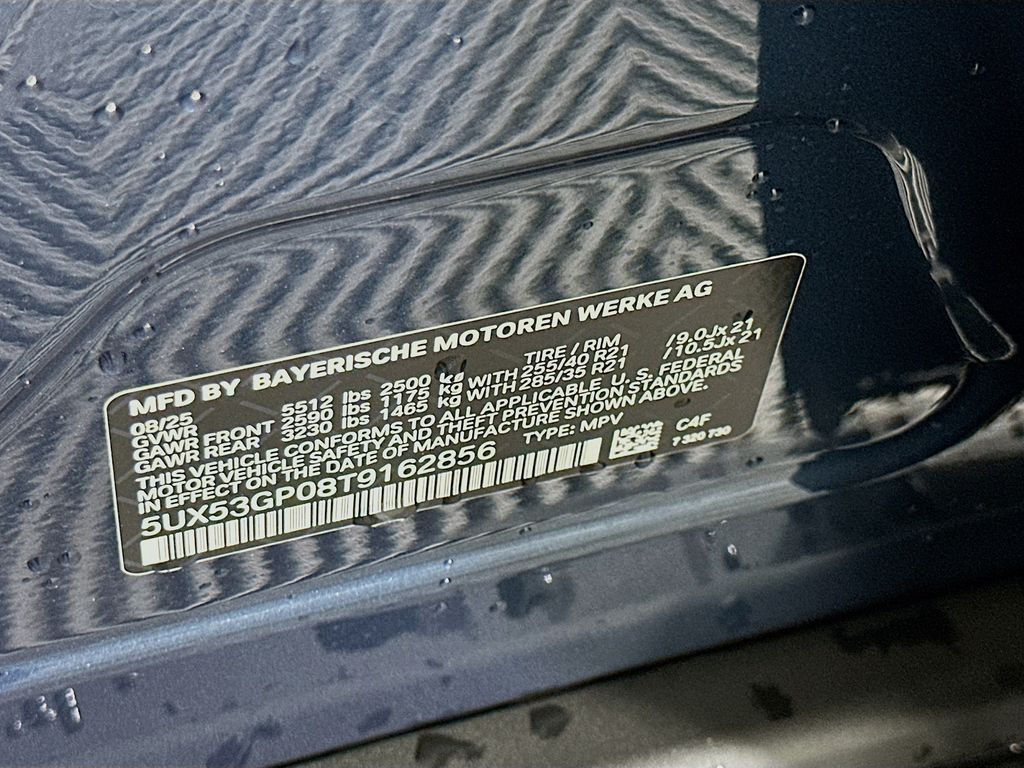 MFD BY BAYERISCHE MOTOREN WERKE AG
08/25 TIRE / RIM
GVWR 5512 lbs 2500 kg
GAWR FRONT 2590 lbs 1175 kg WITH 255/40 R21 /9.0Jx21
GAWR REAR 3230 lbs 1465 kg WITH 285/35 R21 /10.5Jx21
THIS VEHICLE CONFORMS TO ALL APPLICABLE U. S. FEDERAL
MOTOR VEHICLE SAFETY AND THEFT PREVENTION STANDARDS
IN EFFECT ON THE DATE OF MANUFACTURE SHOWN ABOVE.
5UX53GP08T9162856 TYPE: MPV C4F
7 320 730